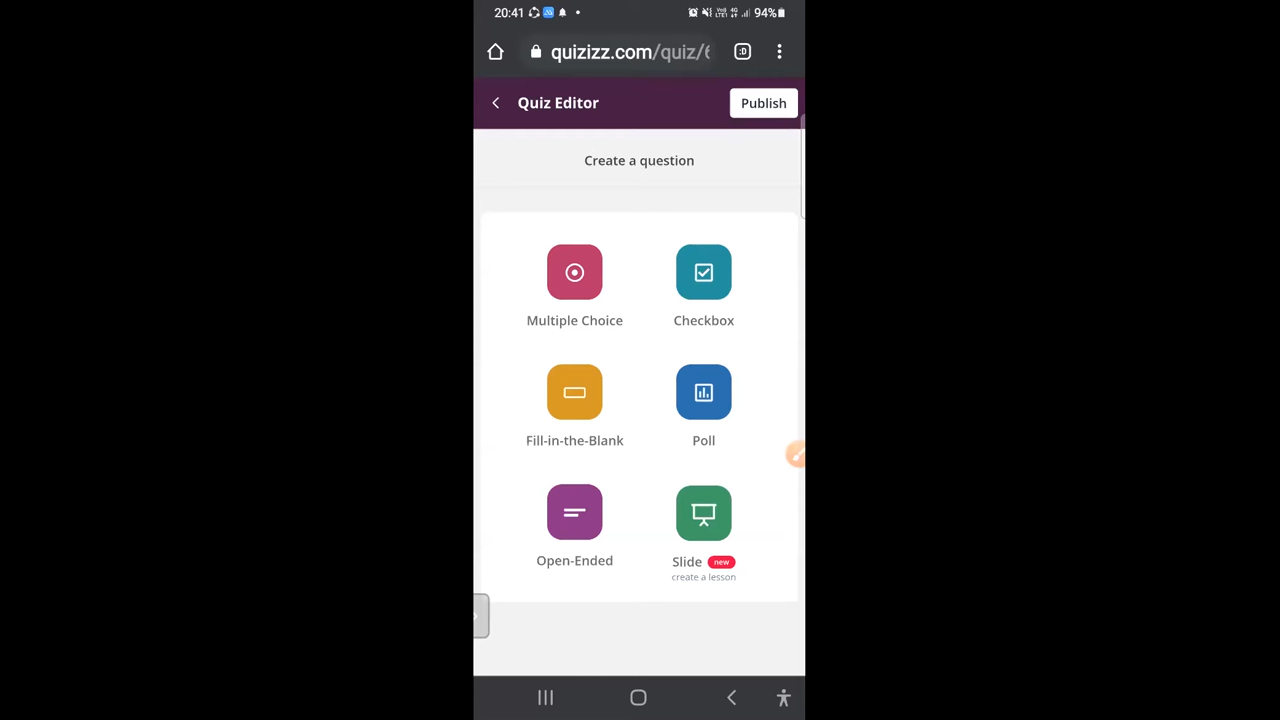 20:41 94%
quizizz.com/quiz/6 :D
Quiz Editor Publish
Create a question
Multiple Choice Checkbox
Fill-in-the-Blank Poll
Open-Ended Slide new
create a lesson